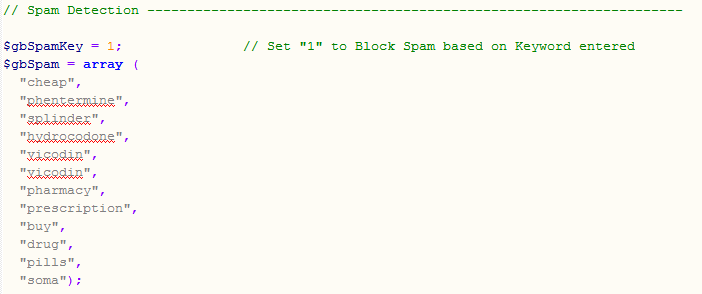 // Spam Detection -------------------------------------------------------------------
$gbSpamKey = 1; // Set "1" to Block Spam based on Keyword entered
$gbSpam = array (
"cheap",
"phentermine",
"splinder",
"hydrocodone",
"vicodin",
"vicodin",
"pharmacy",
"prescription",
"buy",
"drug",
"pills",
"soma");